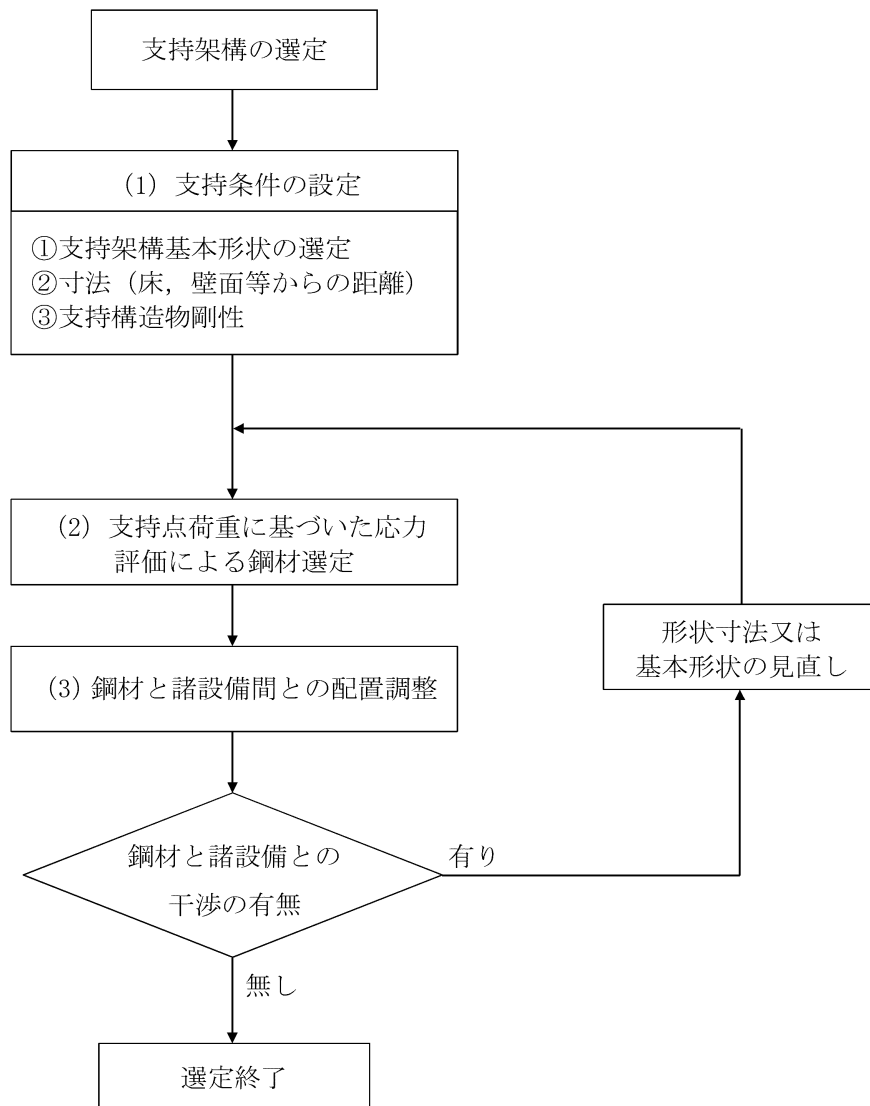 支持架構の選定
(1) 支持条件の設定
①支持架構基本形状の選定
②寸法（床，壁面等からの距離）
③支持構造物剛性
(2) 支持点荷重に基づいた応力
評価による鋼材選定
形状寸法又は
基本形状の見直し
(3) 鋼材と諸設備間との配置調整
鋼材と諸設備との
干渉の有無
有り
無し
選定終了